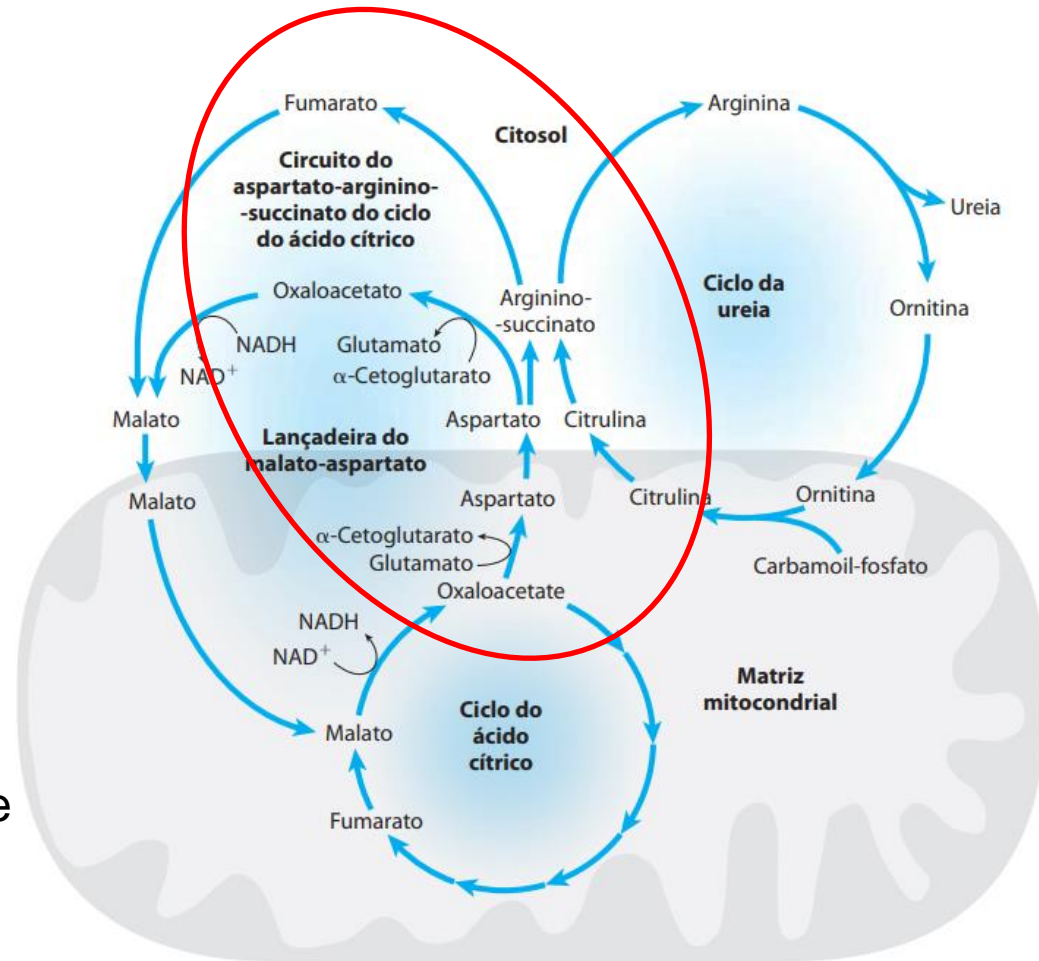 Fumarato
Arginina
Citosol
Circuito do
aspartato-arginino-
-succinato do ciclo
do ácido cítrico
Ureia
Ciclo da
ureia
Oxaloacetato
Arginino-
-succinato
Ornitina
NADH
Glutamato
NAD⁺
α-Cetoglutarato
Malato
Aspartato
Citrulina
Lançadeira do
malato-aspartato
Malato
Aspartato
Citrulina
Ornitina
α-Cetoglutarato
Glutamato
Carbamoil-fosfato
Oxaloacetate
NADH
NAD⁺
Matriz
mitocondrial
Ciclo do
ácido
cítrico
Malato
Fumarato
e